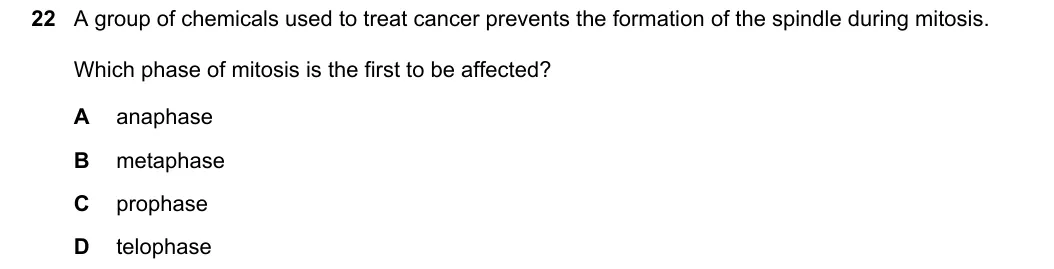 22 A group of chemicals used to treat cancer prevents the formation of the spindle during mitosis.
Which phase of mitosis is the first to be affected?
A anaphase
B metaphase
C prophase
D telophase